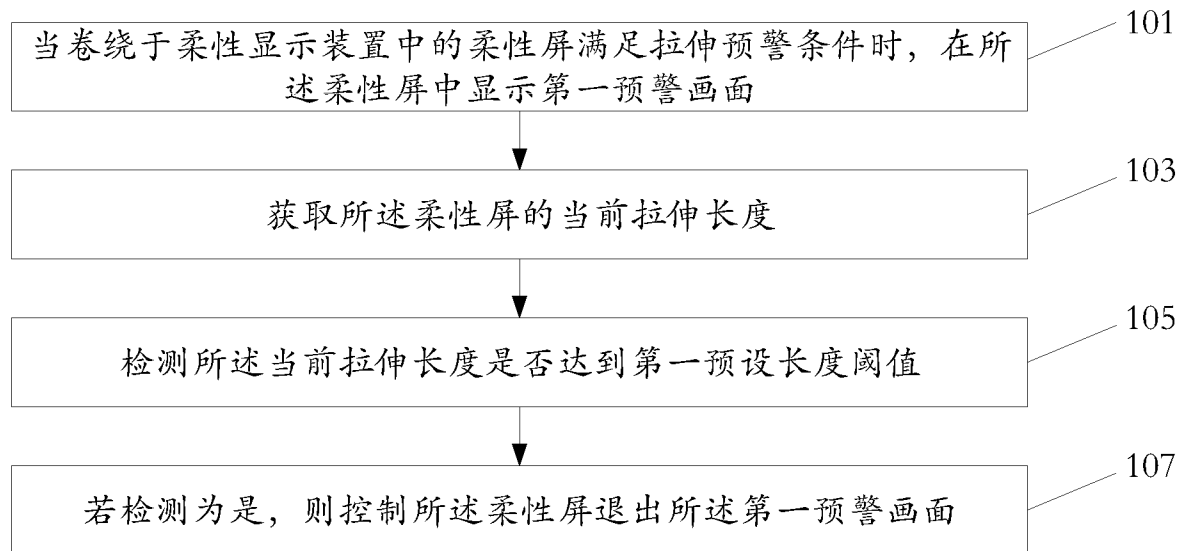 当卷绕于柔性显示装置中的柔性屏满足拉伸预警条件时，在所
述柔性屏中显示第一预警画面
101
获取所述柔性屏的当前拉伸长度
103
检测所述当前拉伸长度是否达到第一预设长度阈值
105
若检测为是，则控制所述柔性屏退出所述第一预警画面
107